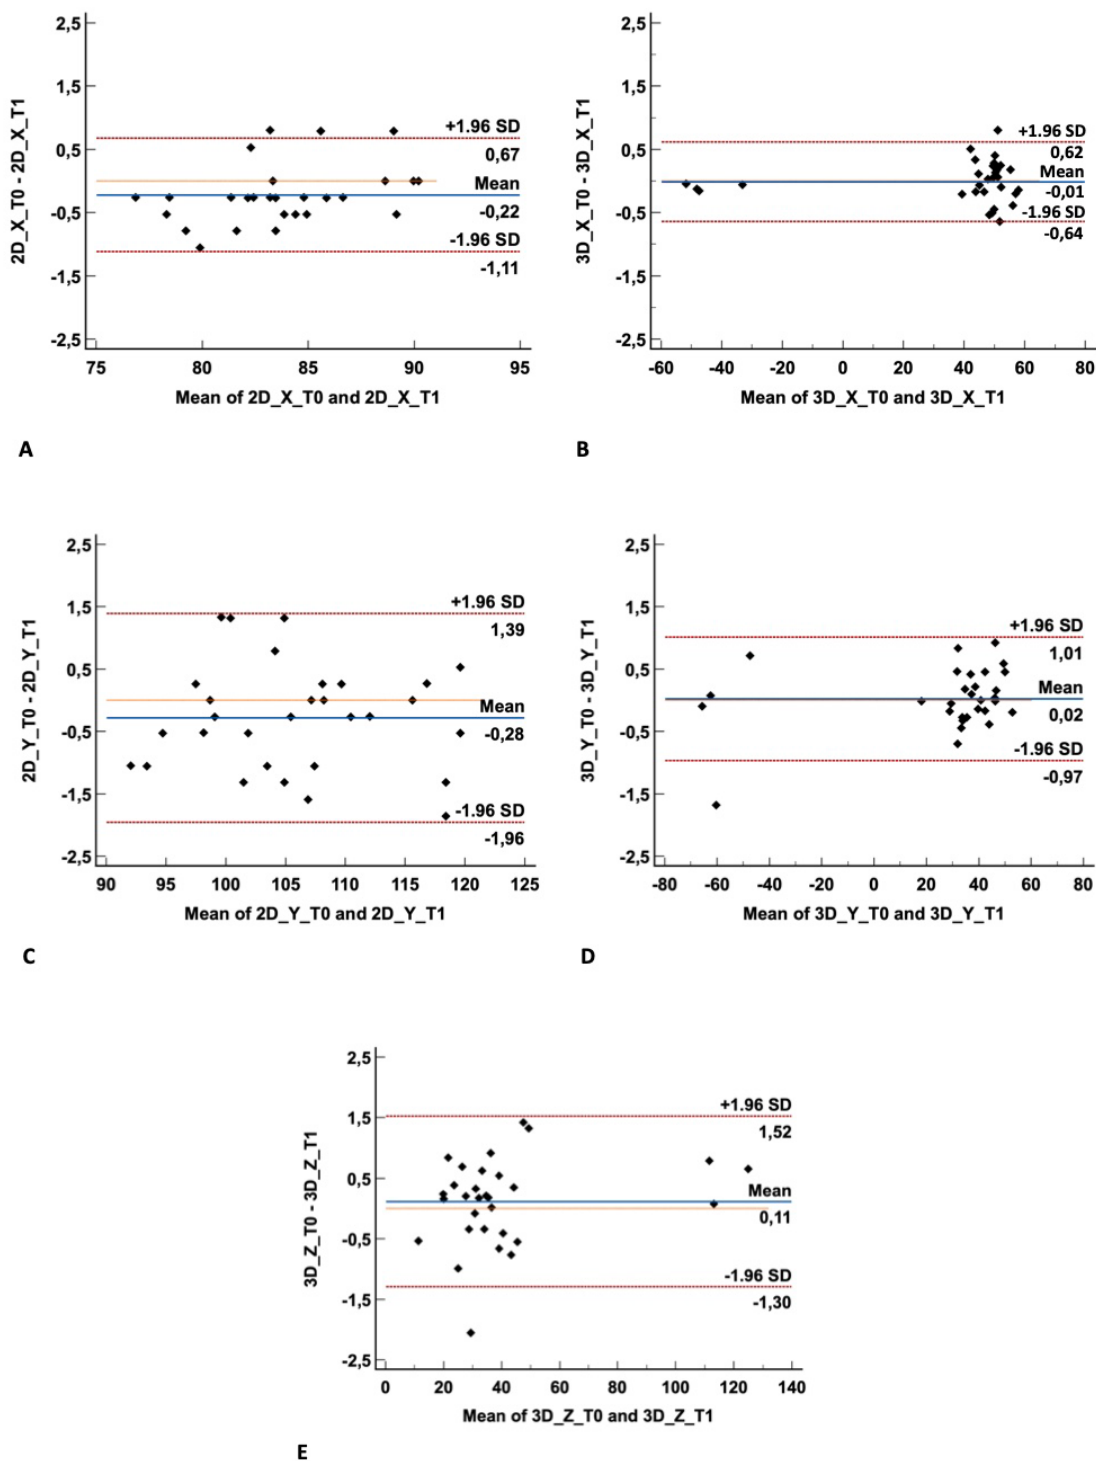 2,5
1,5
0,5
-0,5
-1,5
-2,5
2D_X_T0 - 2D_X_T1
+1.96 SD
0,67
Mean
-0,22
-1.96 SD
-1,11
75 80 85 90 95
Mean of 2D_X_T0 and 2D_X_T1
A
2,5
1,5
0,5
-0,5
-1,5
-2,5
3D_X_T0 - 3D_X_T1
+1.96 SD
0,62
Mean
-0,01
-1.96 SD
-0,64
-60 -40 -20 0 20 40 60 80
Mean of 3D_X_T0 and 3D_X_T1
B
2,5
1,5
0,5
-0,5
-1,5
-2,5
2D_Y_T0 - 2D_Y_T1
+1.96 SD
1,39
Mean
-0,28
-1.96 SD
-1,96
90 95 100 105 110 115 120 125
Mean of 2D_Y_T0 and 2D_Y_T1
C
2,5
1,5
0,5
-0,5
-1,5
-2,5
3D_Y_T0 - 3D_Y_T1
+1.96 SD
1,01
Mean
0,02
-1.96 SD
-0,97
-80 -60 -40 -20 0 20 40 60 80
Mean of 3D_Y_T0 and 3D_Y_T1
D
2,5
1,5
0,5
-0,5
-1,5
-2,5
3D_Z_T0 - 3D_Z_T1
+1.96 SD
1,52
Mean
0,11
-1.96 SD
-1,30
0 20 40 60 80 100 120 140
Mean of 3D_Z_T0 and 3D_Z_T1
E